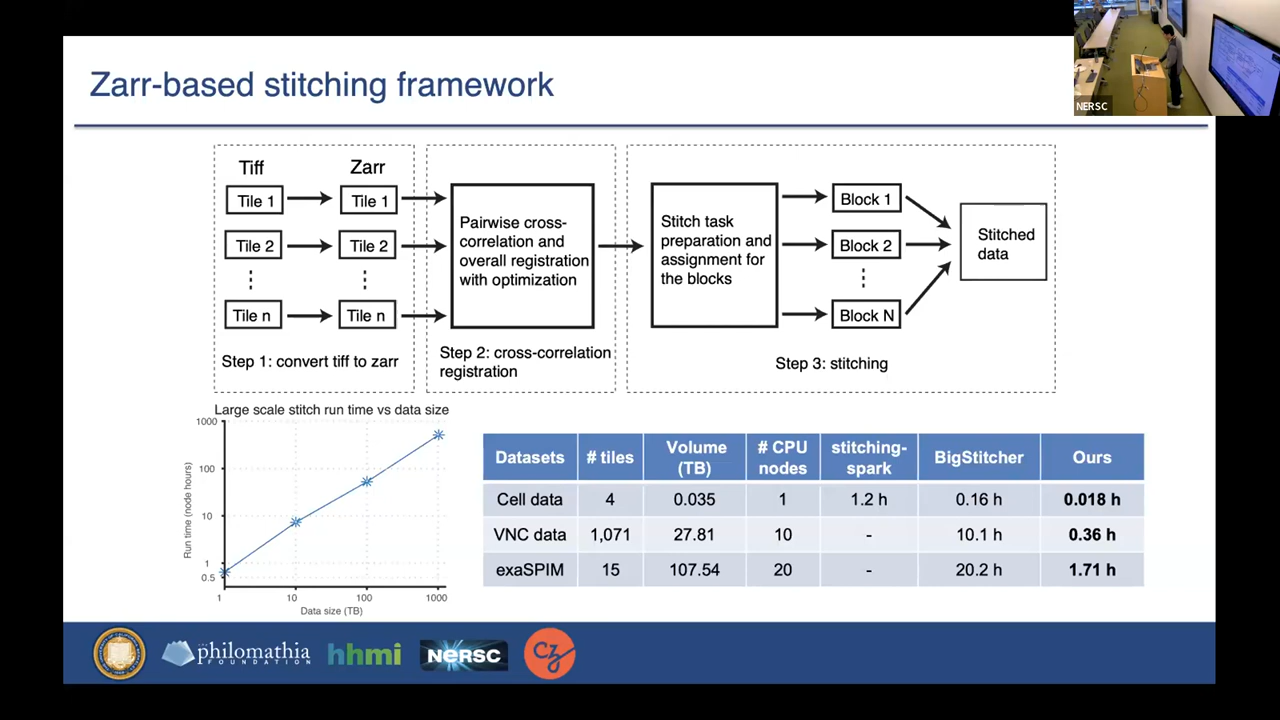 Zarr-based stitching framework
NERSC
Tiff
Zarr
Tile 1
Tile 1
Tile 2
Tile 2
Tile n
Tile n
Step 1: convert tiff to zarr
Pairwise cross-
correlation and
overall registration
with optimization
Step 2: cross-correlation
registration
Stitch task
preparation and
assignment for
the blocks
Block 1
Block 2
Block N
Stitched
data
Step 3: stitching
Large scale stitch run time vs data size
Run time (node hours)
1000
100
10
1
0.5
1 10 100 1000
Data size (TB)
Datasets # tiles Volume (TB) # CPU nodes stitching-spark BigStitcher Ours
Cell data 4 0.035 1 1.2 h 0.16 h 0.018 h
VNC data 1,071 27.81 10 - 10.1 h 0.36 h
exaSPIM 15 107.54 20 - 20.2 h 1.71 h
philomathia
FOUNDATION
hhmi
NERSC
CZ